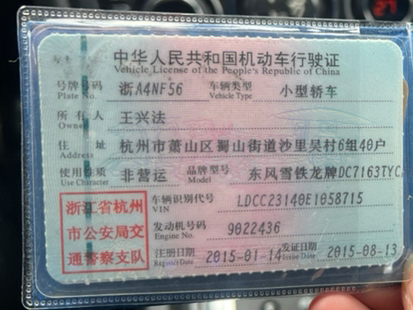 中华人民共和国机动车行驶证
Vehicle License of the People's Republic of China
号牌号码 浙A4NF56 车辆类型 小型轿车
Plate No. Vehicle Type
所有人 王兴法
Owner
住址 杭州市萧山区蜀山街道沙里吴村6组40户
Address
使用性质 非营运 品牌型号 东风雪铁龙牌DC7163TYC
Use Character Model
浙江省杭州
市公安局交
通警察支队
车辆识别代号 LDCC23140E1058715
VIN
发动机号码 9022436
Engine No.
注册日期 2015-01-14 发证日期 2015-08-13
Register Date Issue Date